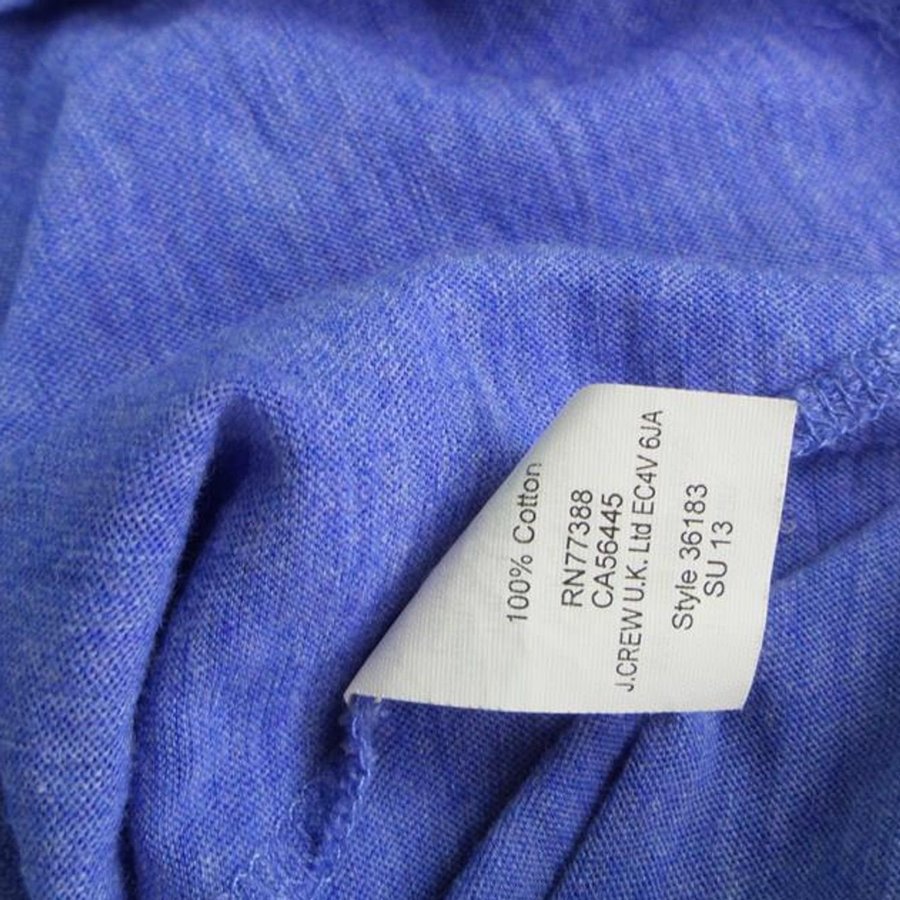 100% Cotton
RN77388
CA56445
J.CREW U.K. Ltd EC4V 6JA
Style 36183
SU 13